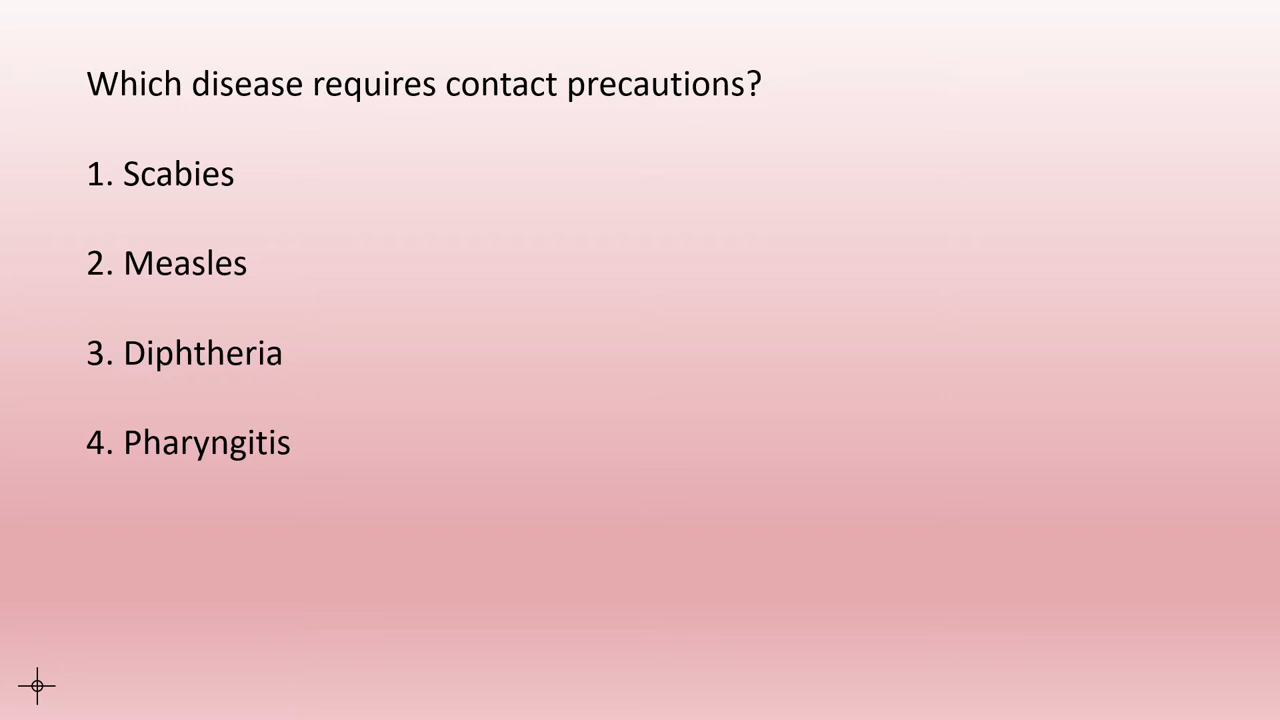 Which disease requires contact precautions?
1. Scabies
2. Measles
3. Diphtheria
4. Pharyngitis